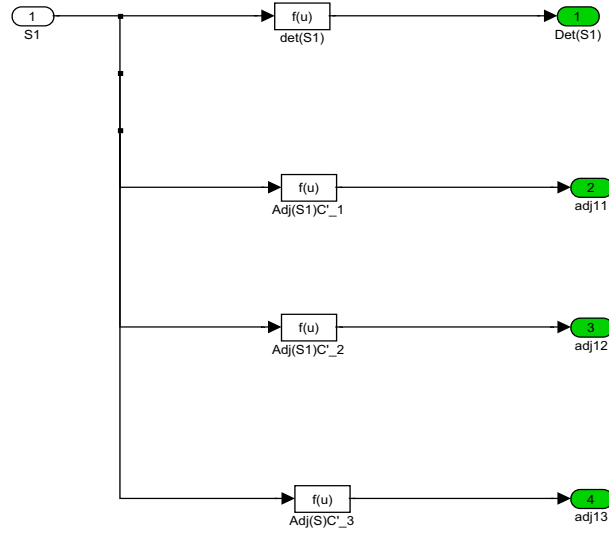 1
S1
f(u)
det(S1)
1
Det(S1)
f(u)
Adj(S1)C'_1
2
adj11
f(u)
Adj(S1)C'_2
3
adj12
f(u)
Adj(S)C'_3
4
adj13